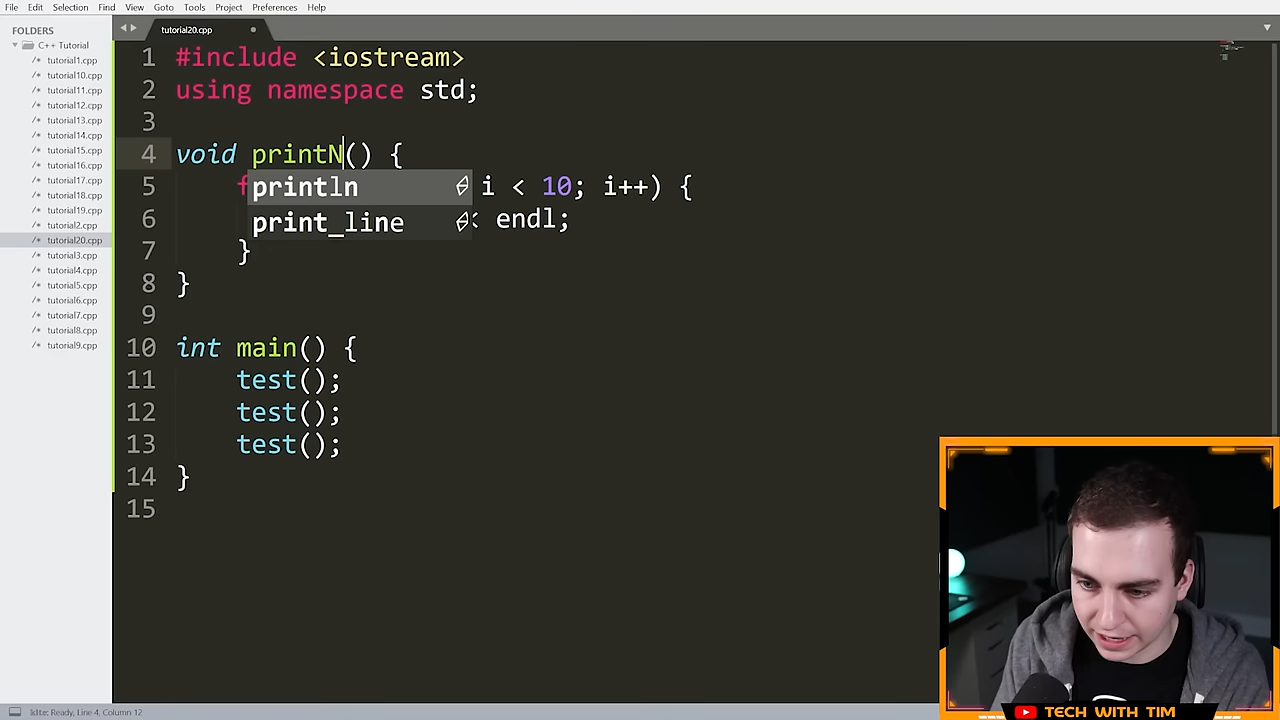 File Edit Selection Find View Goto Tools Project Preferences Help
FOLDERS
C++ Tutorial
tutorial1.cpp
tutorial10.cpp
tutorial11.cpp
tutorial12.cpp
tutorial13.cpp
tutorial14.cpp
tutorial15.cpp
tutorial16.cpp
tutorial17.cpp
tutorial18.cpp
tutorial19.cpp
tutorial2.cpp
tutorial20.cpp
tutorial3.cpp
tutorial4.cpp
tutorial5.cpp
tutorial6.cpp
tutorial7.cpp
tutorial8.cpp
tutorial9.cpp
tutorial20.cpp
1 #include <iostream>
2 using namespace std;
3
4 void printN() {
5 f i < 10; i++) {
println
6 endl;
print_line
7 }
8 }
9
10 int main() {
11 test();
12 test();
13 test();
14 }
15
Ready, Line 4, Column 12
TECH WITH TIM